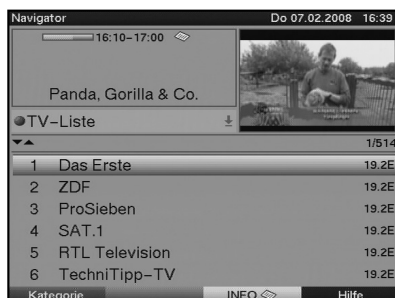 Navigator Do 07.02.2008 16:39
16:10-17:00
Panda, Gorilla & Co.
TV-Liste
1/514
1 Das Erste 19.2E
2 ZDF 19.2E
3 ProSieben 19.2E
4 SAT.1 19.2E
5 RTL Television 19.2E
6 TechniTipp-TV 19.2E
Kategorie INFO Hilfe